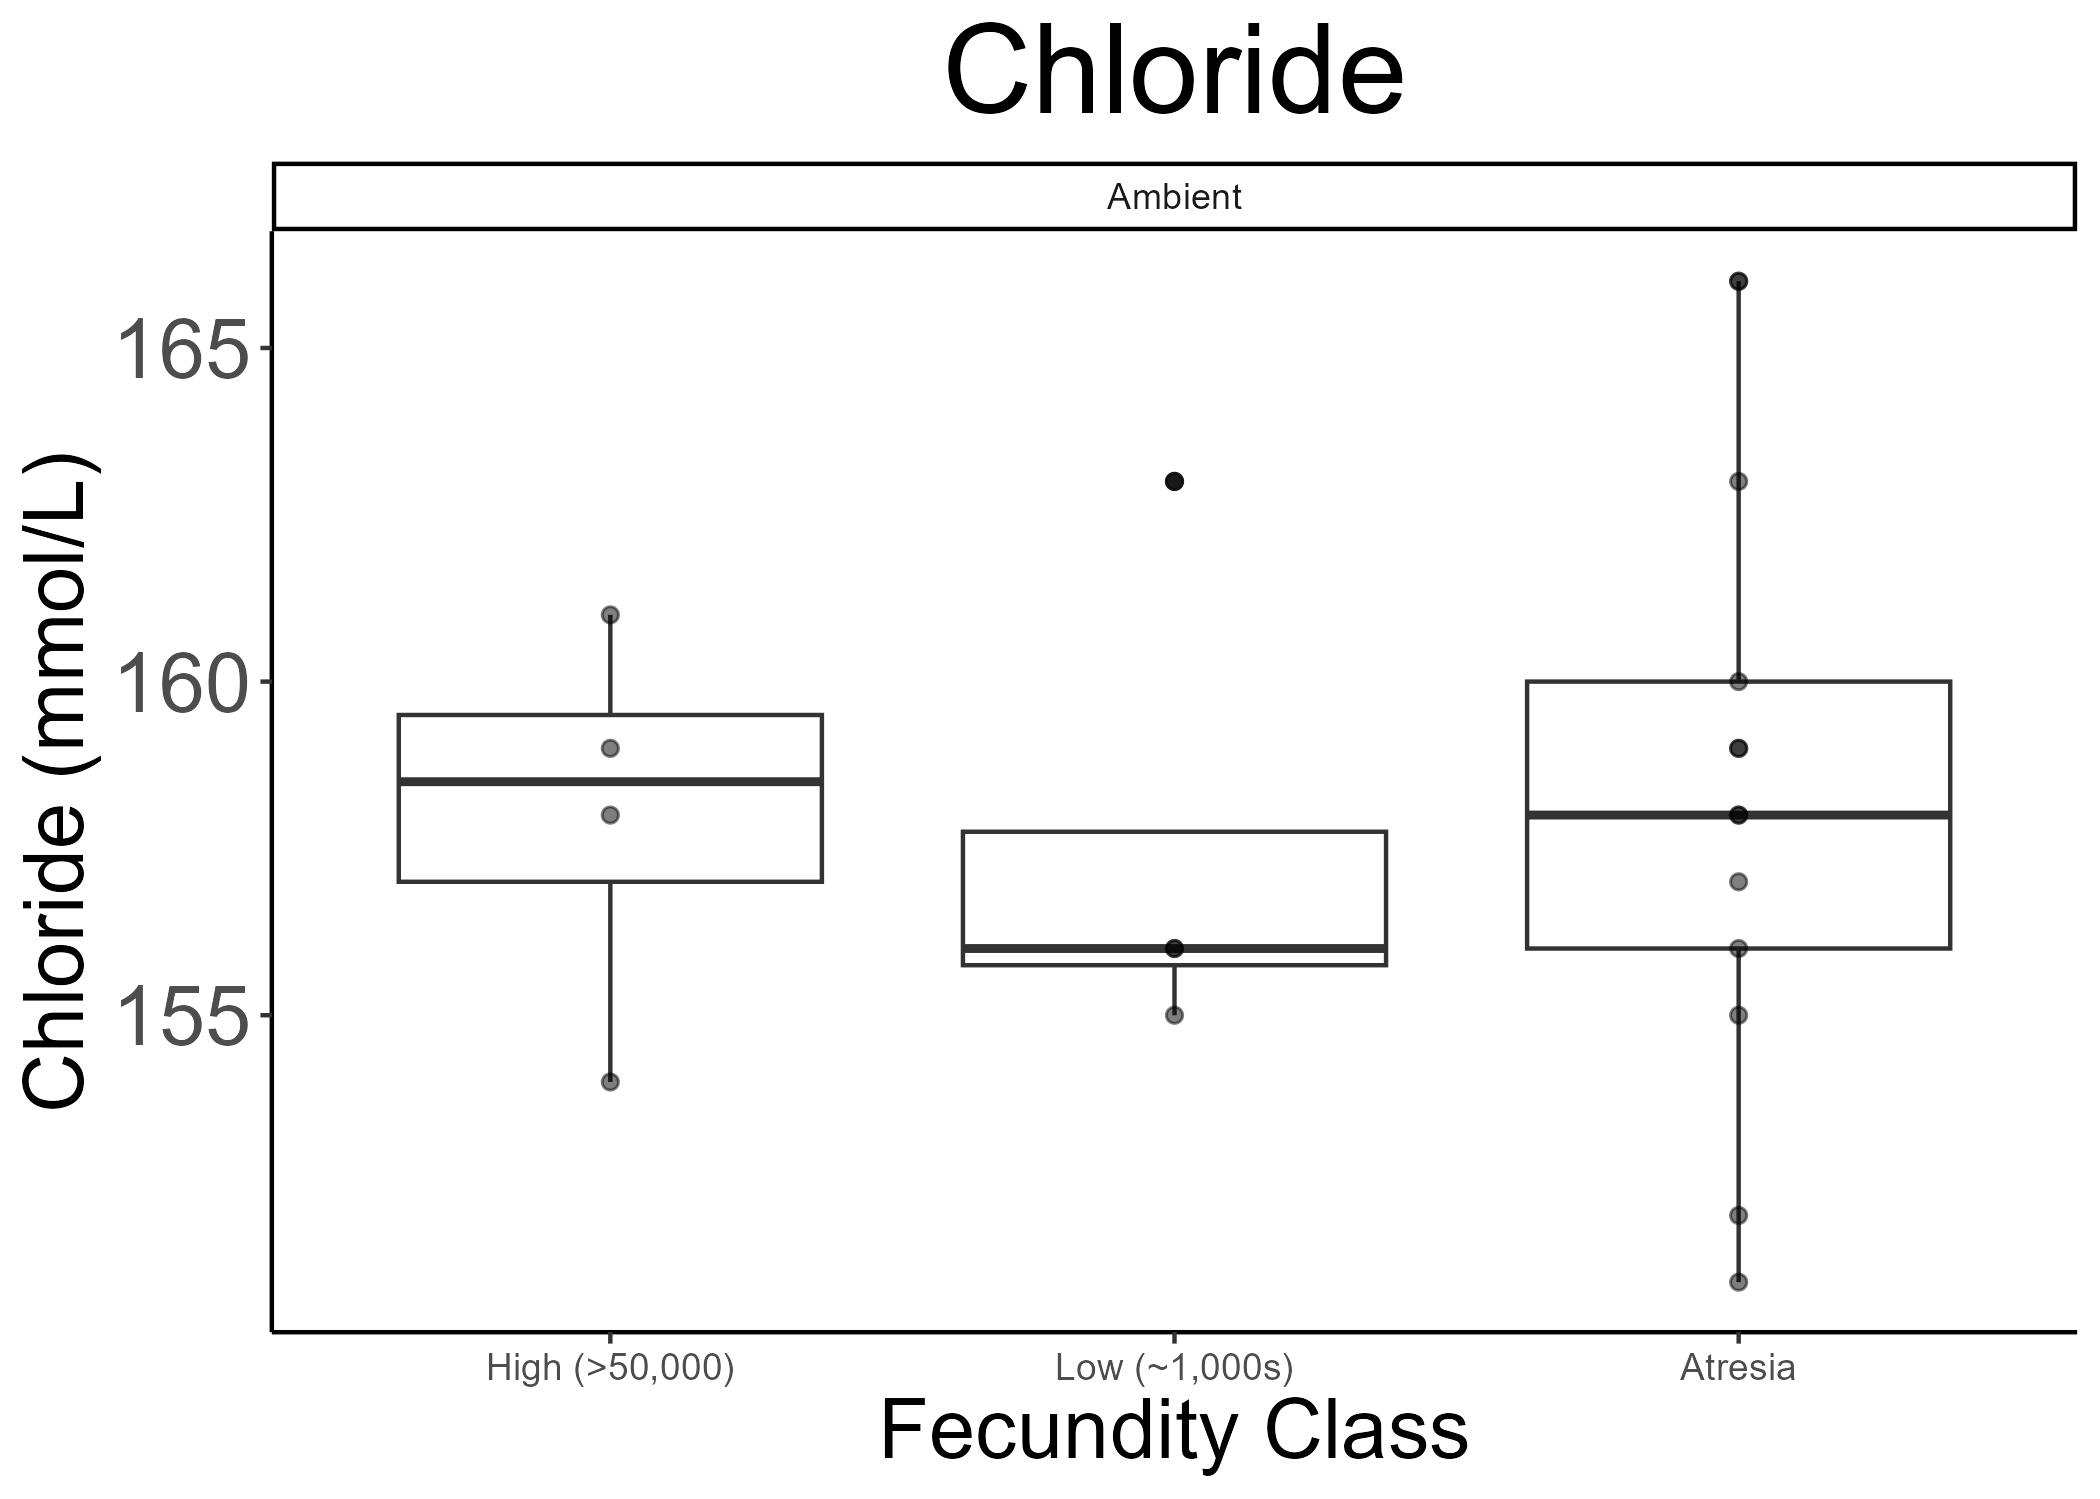 Chloride
Ambient
Chloride (mmol/L)
165
160
155
High (>50,000)
Low (~1,000s)
Atresia
Fecundity Class